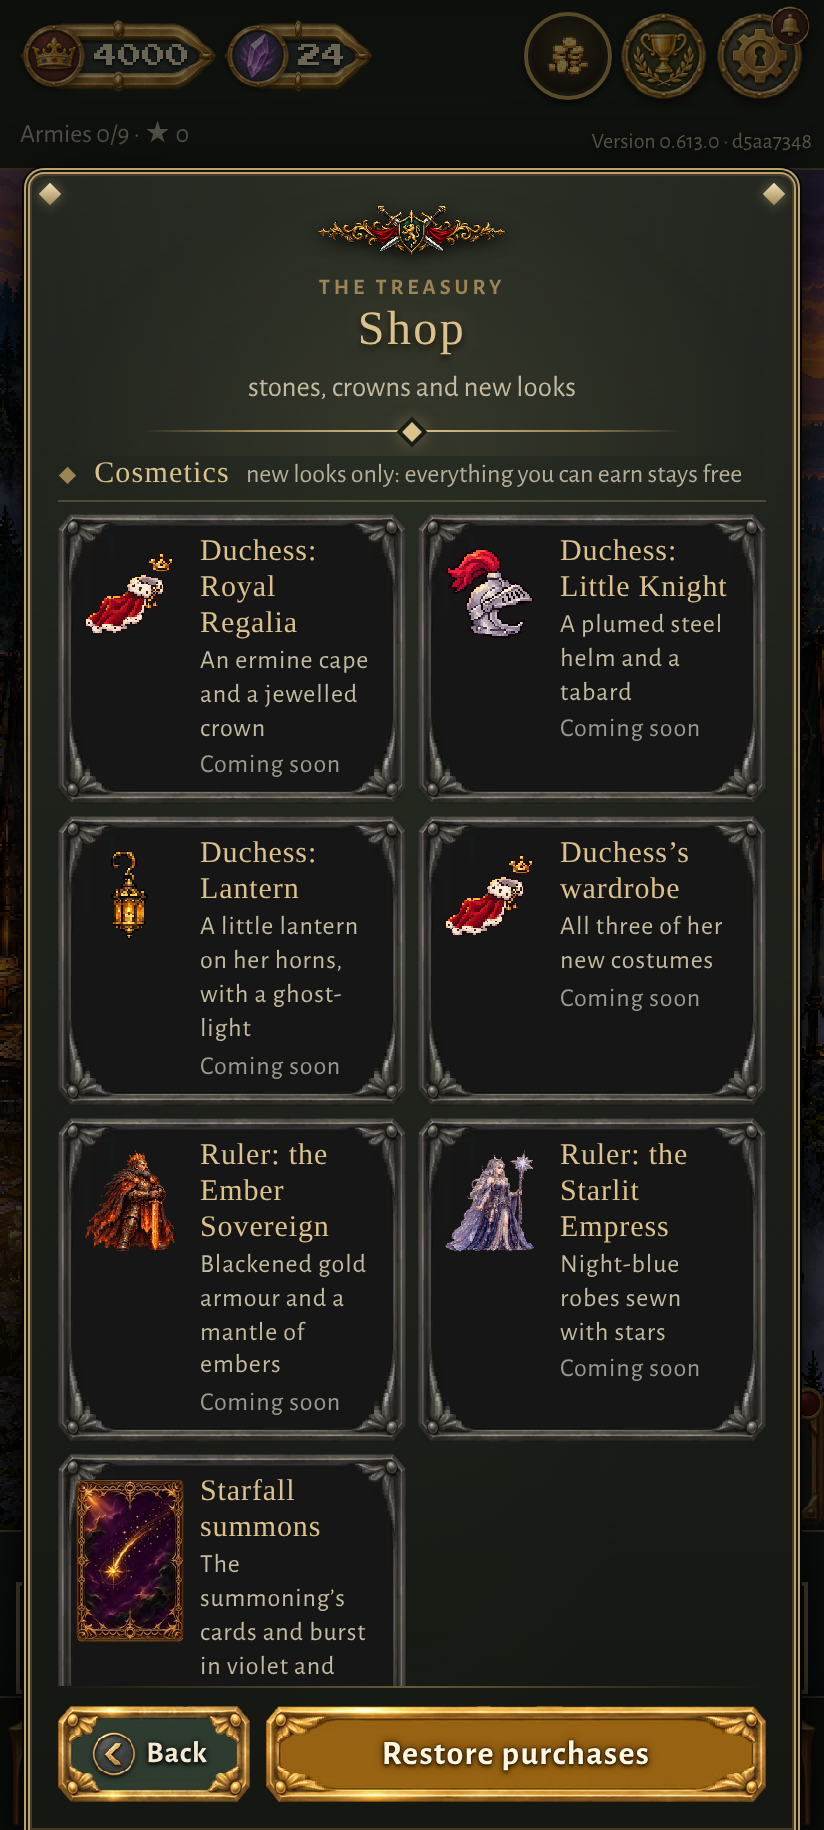 4000
24
Armies 0/9 · ★ 0
Version 0.613.0 · d5aa7348
THE TREASURY
Shop
stones, crowns and new looks
Cosmetics new looks only: everything you can earn stays free
Duchess:
Royal
Regalia
An ermine cape
and a jewelled
crown
Coming soon
Duchess:
Little Knight
A plumed steel
helm and a
tabard
Coming soon
Duchess:
Lantern
A little lantern
on her horns,
with a ghost-
light
Coming soon
Duchess’s
wardrobe
All three of her
new costumes
Coming soon
Ruler: the
Ember
Sovereign
Blackened gold
armour and a
mantle of
embers
Coming soon
Ruler: the
Starlit
Empress
Night-blue
robes sewn
with stars
Coming soon
Starfall
summons
The
summoning’s
cards and burst
in violet and
Back
Restore purchases